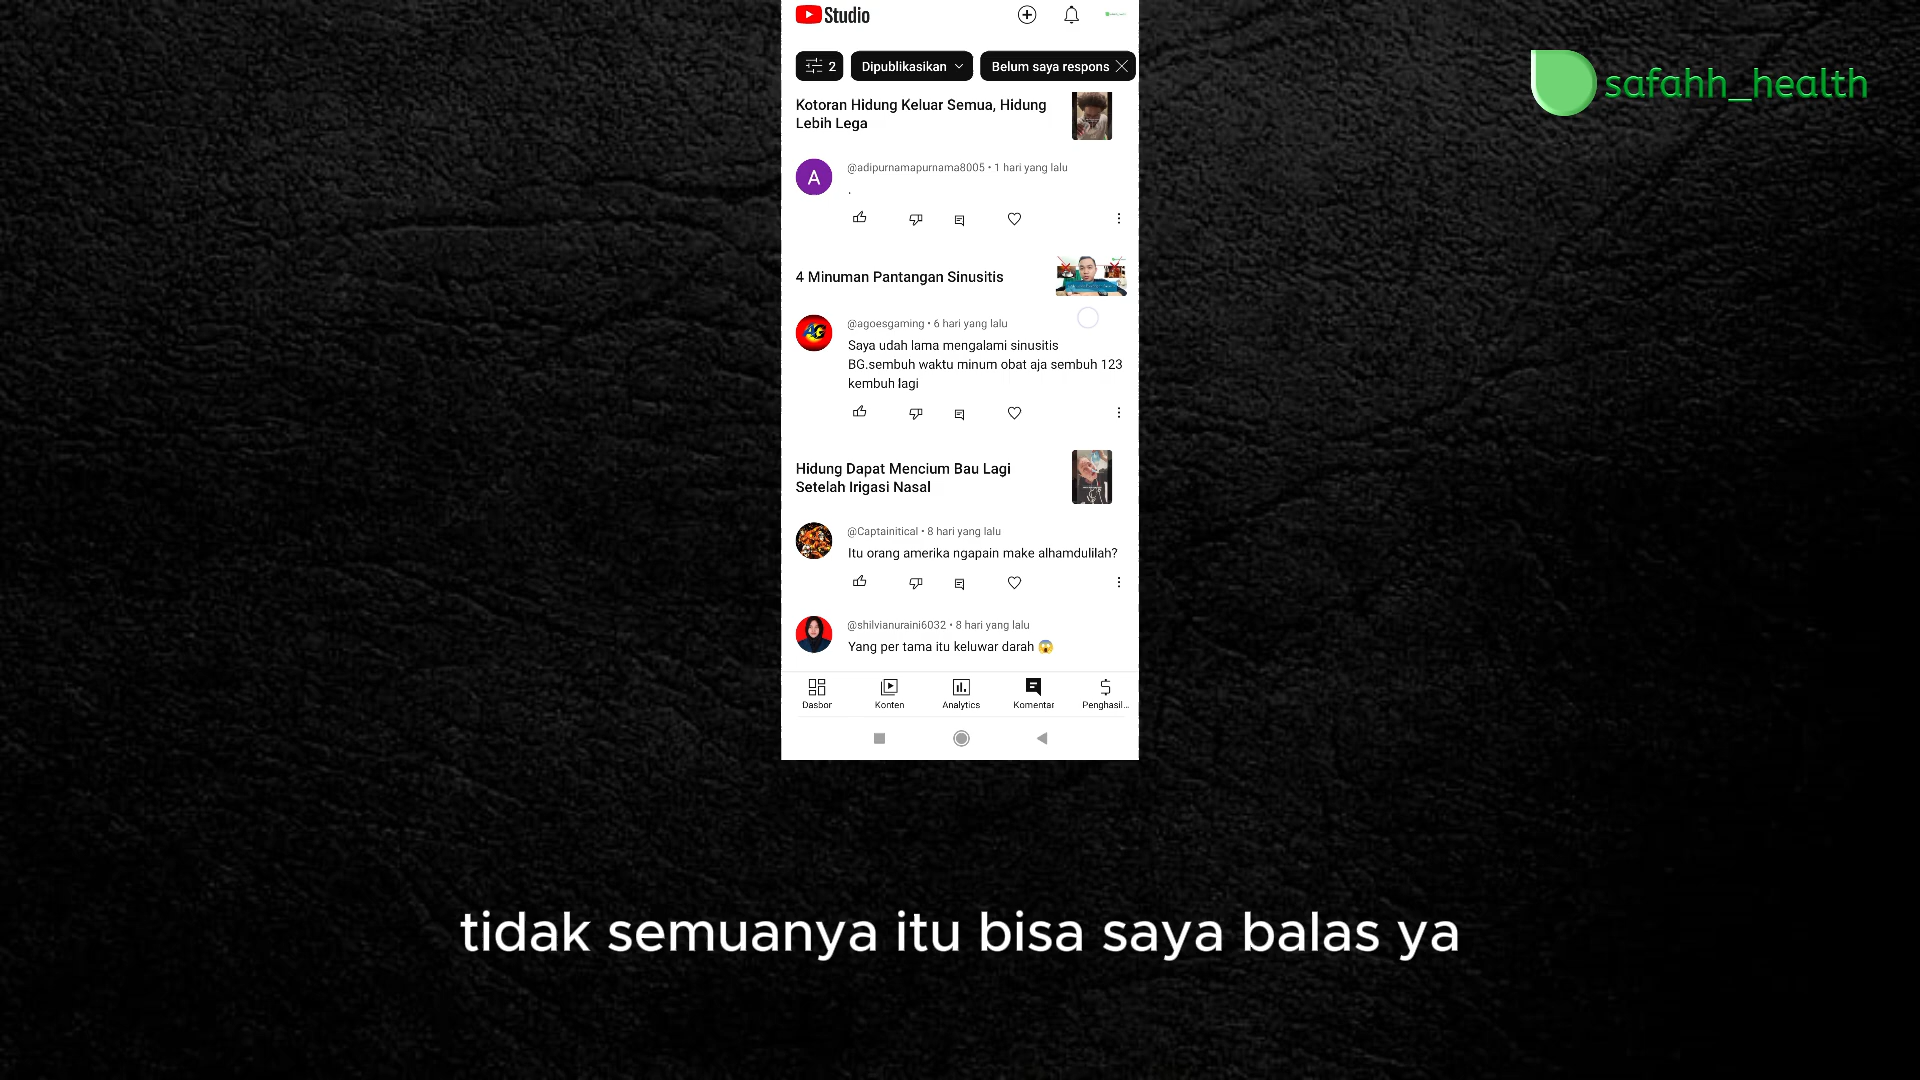 Studio
safahh_health
2 Dipublikasikan Belum saya respons
Kotoran Hidung Keluar Semua, Hidung
Lebih Lega
A
@adipurnamapurnama8005 • 1 hari yang lalu
.
4 Minuman Pantangan Sinusitis
AG
@agoesgaming • 6 hari yang lalu
Saya udah lama mengalami sinusitis
BG.sembuh waktu minum obat aja sembuh 123
kembuh lagi
Hidung Dapat Mencium Bau Lagi
Setelah Irigasi Nasal
@Captainitical • 8 hari yang lalu
Itu orang amerika ngapain make alhamdulilah?
@shilvianuraini6032 • 8 hari yang lalu
Yang per tama itu keluwar darah 😱
Dasbor Konten Analytics Komentar Penghasil...
tidak semuanya itu bisa saya balas ya